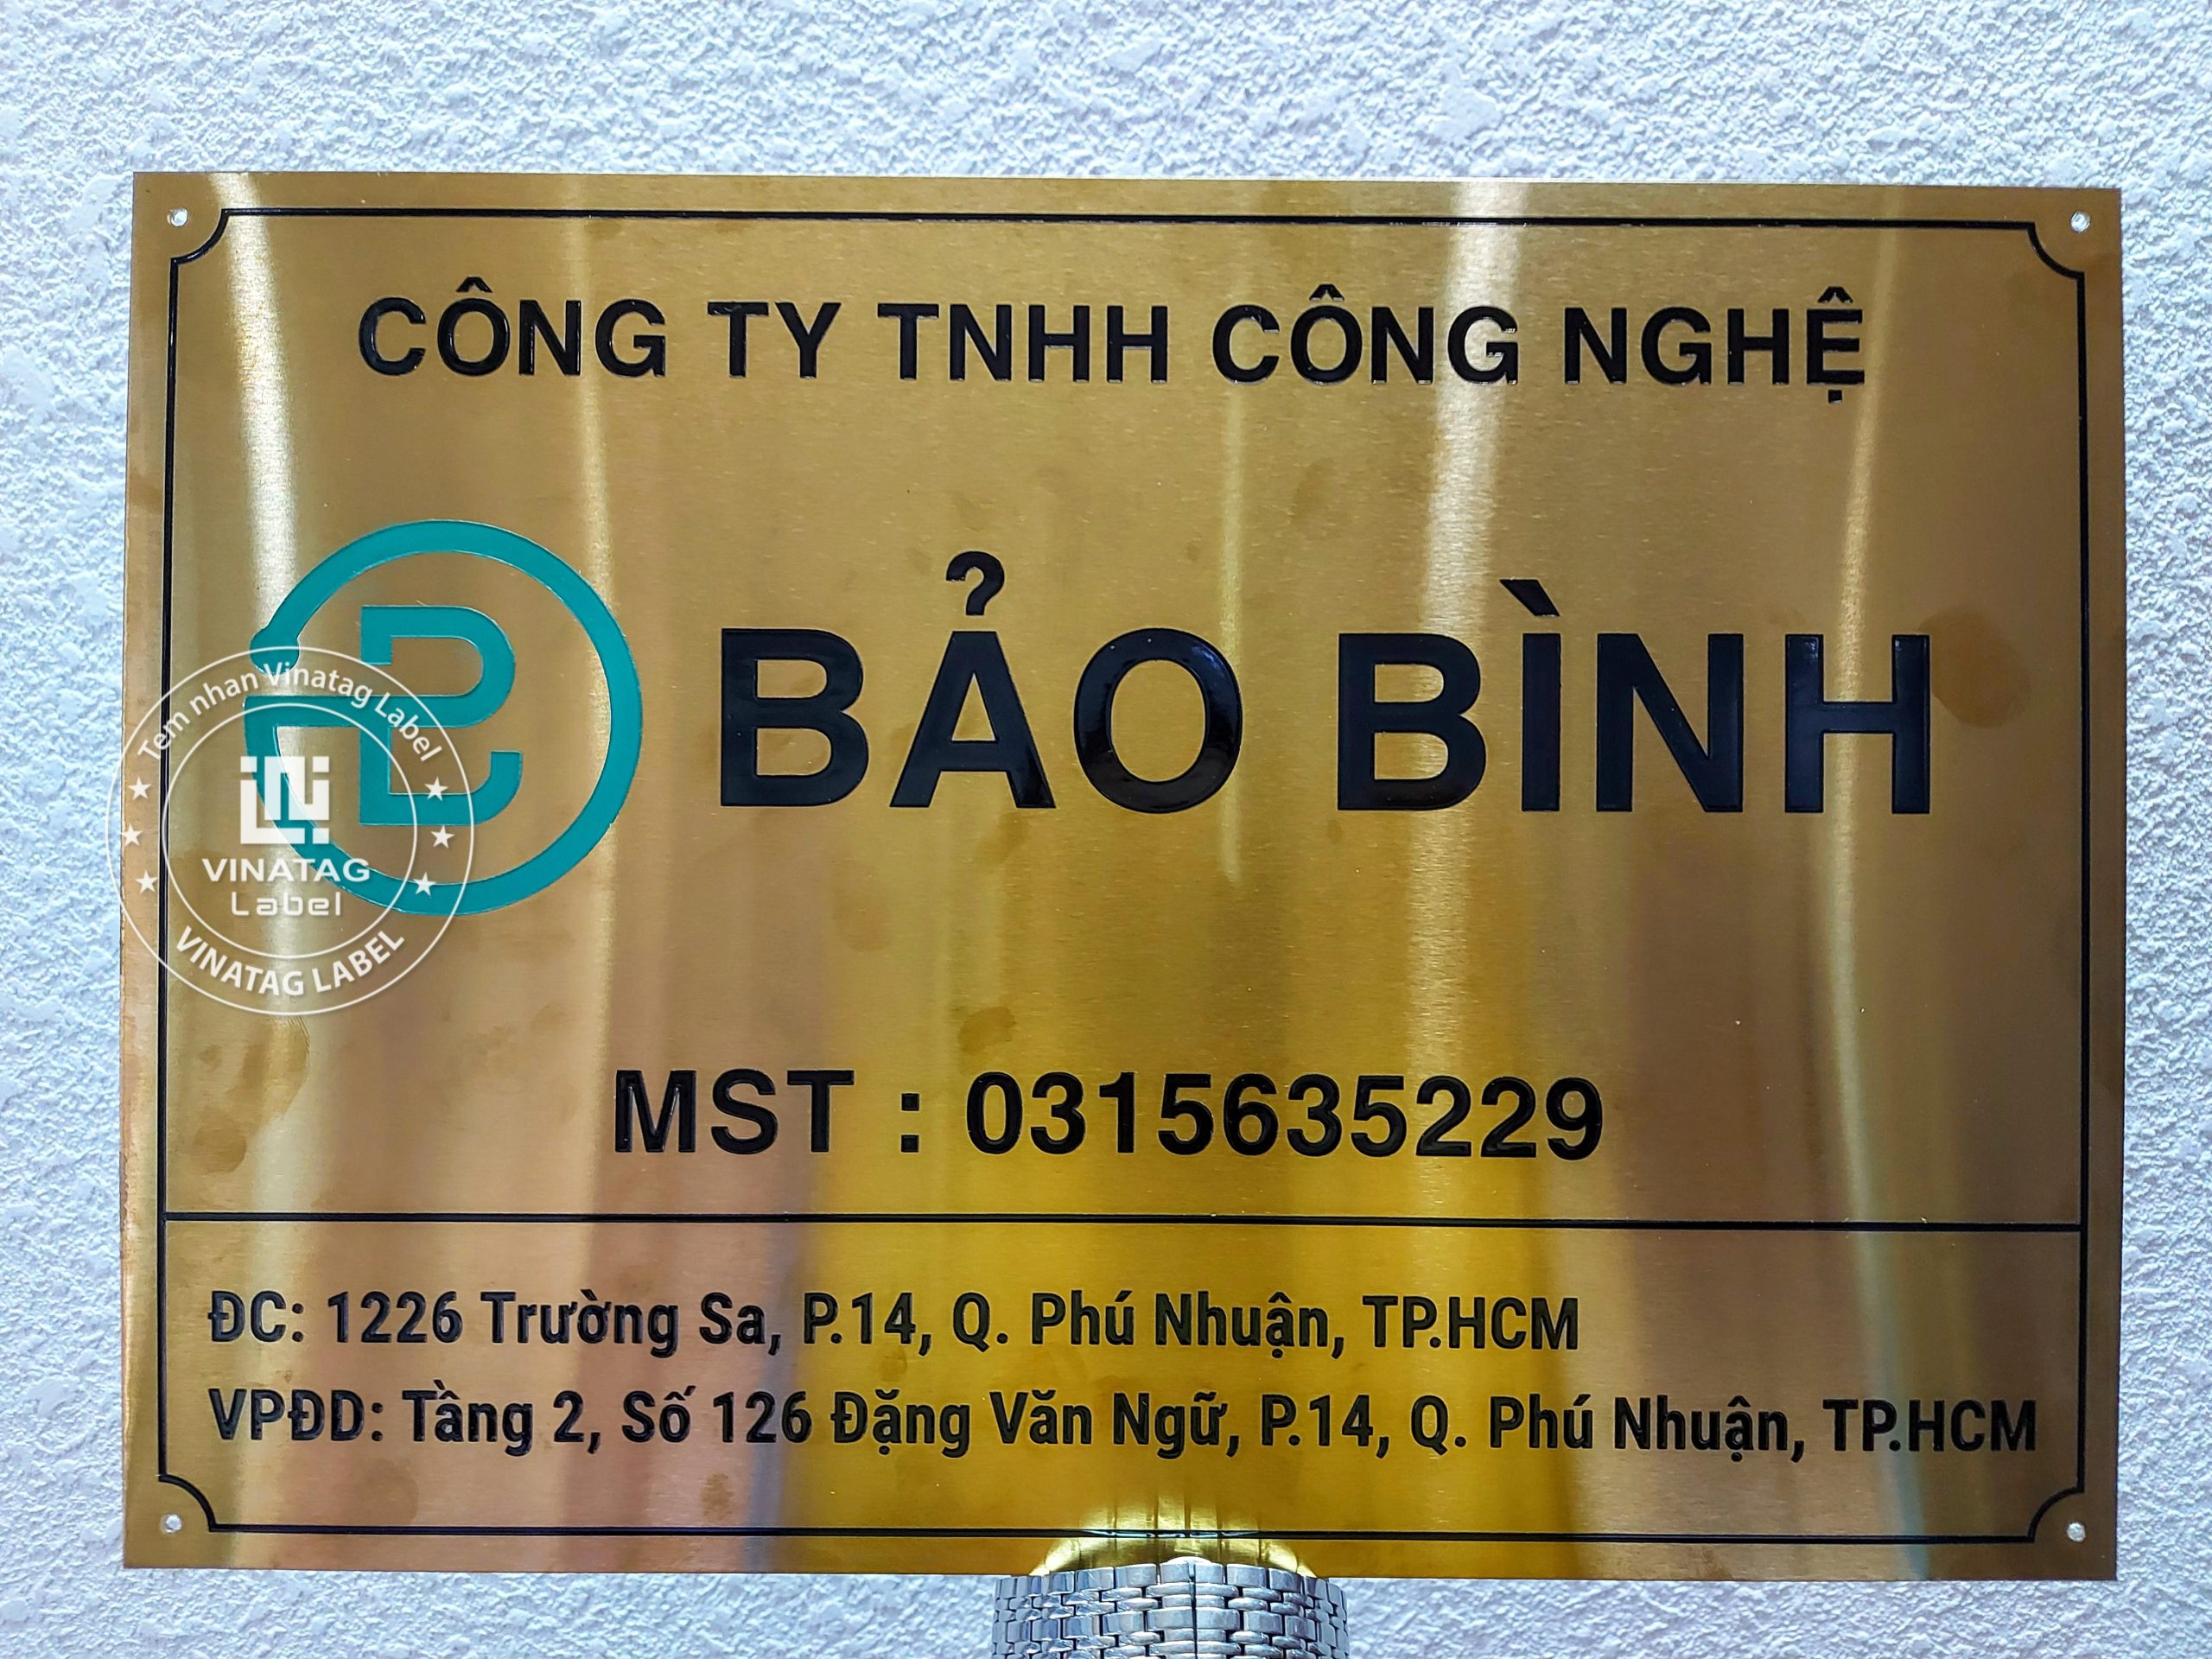 CÔNG TY TNHH CÔNG NGHỆ
BẢO BÌNH
Tem nhan Vinatag Label
VINATAG
Label
VINATAG LABEL
MST : 0315635229
ĐC: 1226 Trường Sa, P.14, Q. Phú Nhuận, TP.HCM
VPĐD: Tầng 2, Số 126 Đặng Văn Ngữ, P.14, Q. Phú Nhuận, TP.HCM